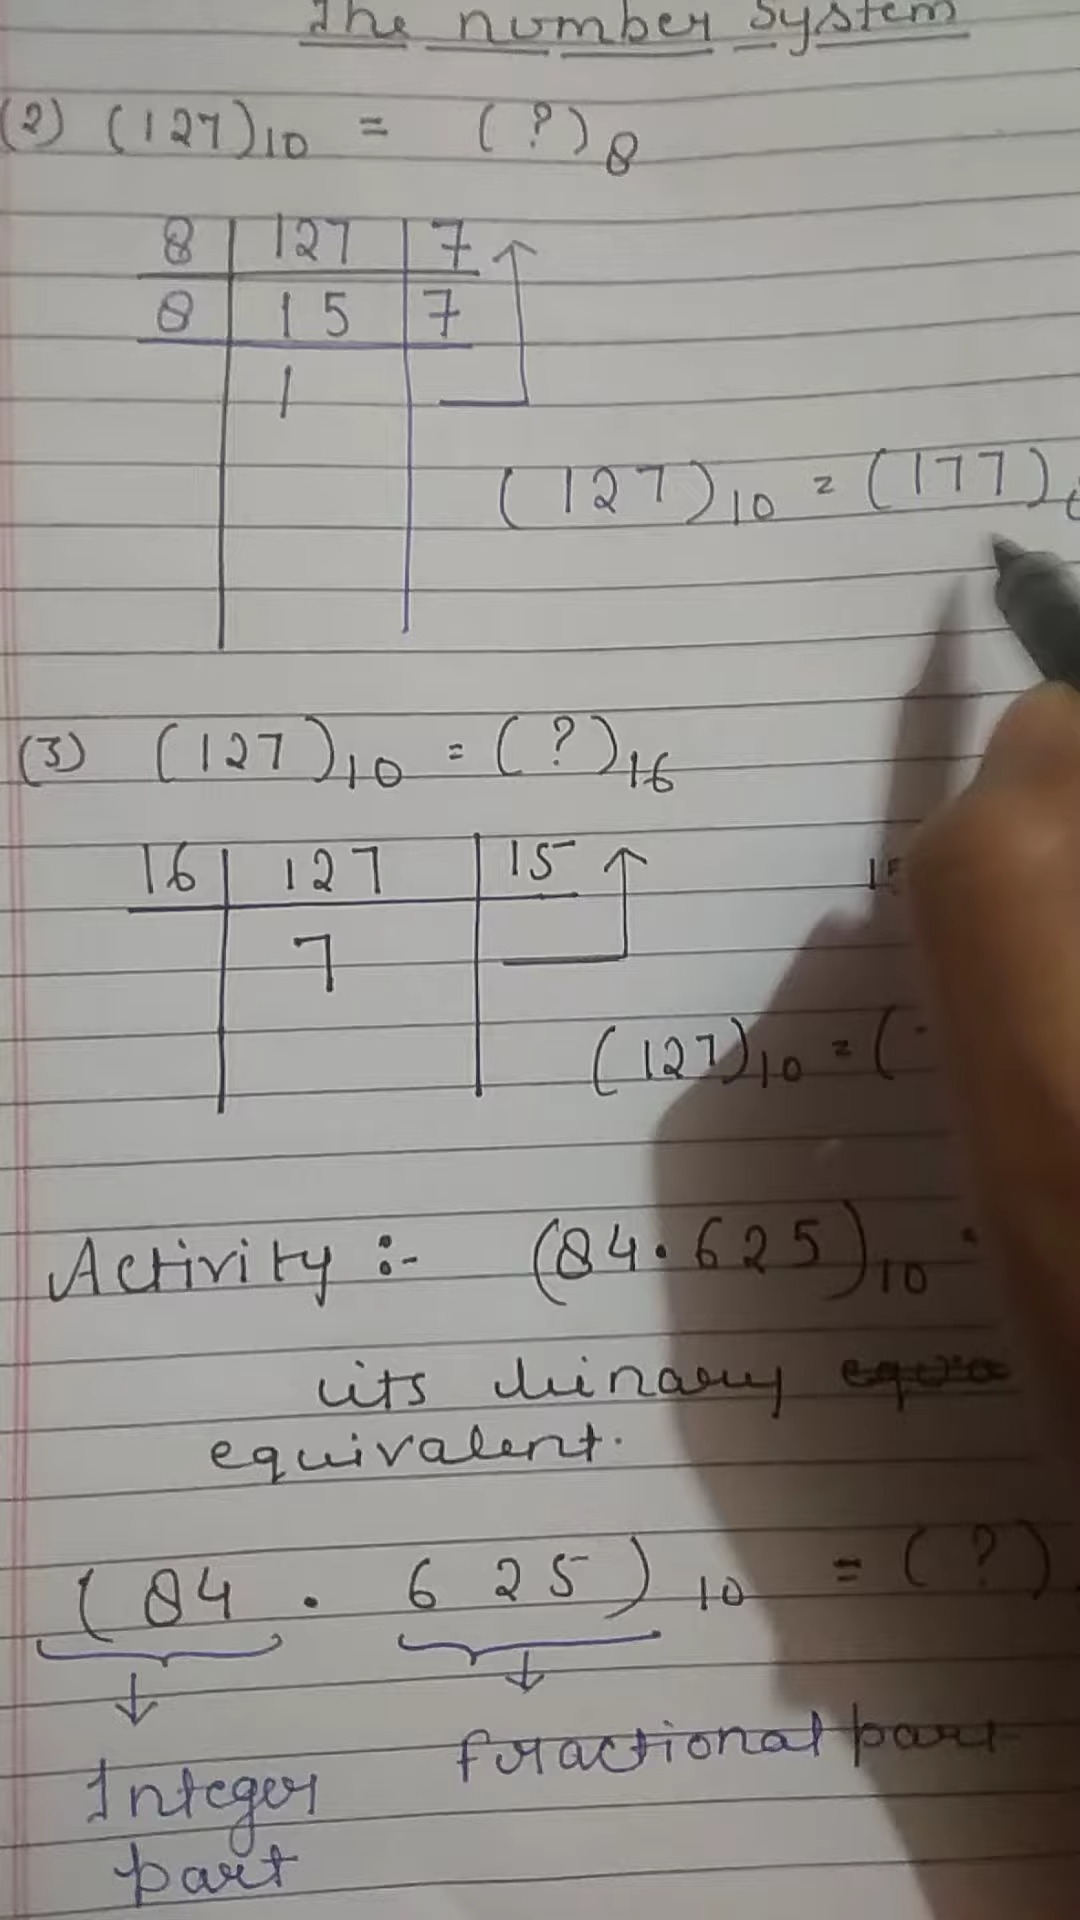 The number system
(2) (127)10 = (?)8
8 127 7
8 15 7
1
(127)10 = (177)
(3) (127)10 = (?)16
16 127 15
7
(127)10 = (
Activity :- (84.625)10
its binary
equivalent.
(84.625)10 = (?)
Integer
part
fractional part